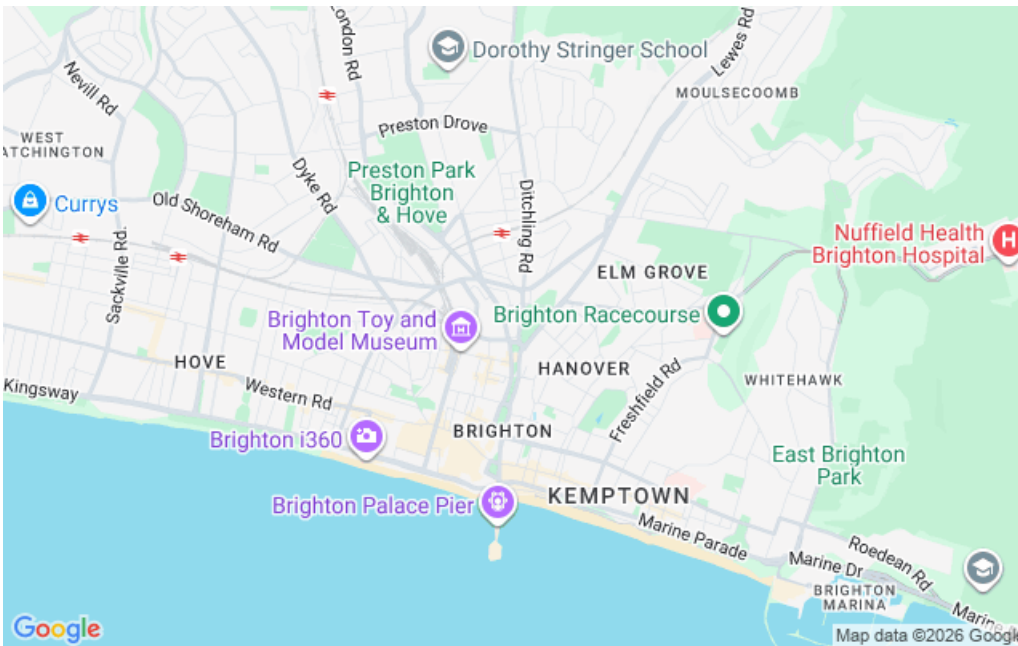 London Rd
Dorothy Stringer School
Lewes Rd
Nevill Rd
MOULSECOOMB
WEST
ATCHINGTON
Preston Drove
Preston Park
Brighton
& Hove
Dyke Rd
Ditchling Rd
Currys
Old Shoreham Rd
Sackville Rd.
Nuffield Health
Brighton Hospital
H
ELM GROVE
Brighton Racecourse
Brighton Toy and
Model Museum
HOVE
HANOVER
Kingsway
Western Rd
Freshfield Rd
WHITEHAWK
Brighton i360
BRIGHTON
East Brighton
Park
Brighton Palace Pier
KEMPTOWN
Marine Parade
Marine Dr
Roedean Rd
BRIGHTON
MARINA
Marine
Google
Map data ©2026 Google